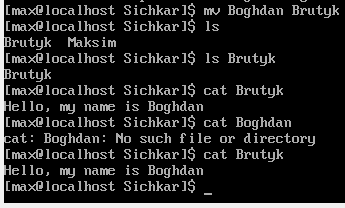 [max@localhost Sichkar]$ mv Boghdan Brutyk
[max@localhost Sichkar]$ ls
Brutyk  Maksim
[max@localhost Sichkar]$ ls Brutyk
Brutyk
[max@localhost Sichkar]$ cat Brutyk
Hello, my name is Boghdan
[max@localhost Sichkar]$ cat Boghdan
cat: Boghdan: No such file or directory
[max@localhost Sichkar]$ cat Brutyk
Hello, my name is Boghdan
[max@localhost Sichkar]$ _